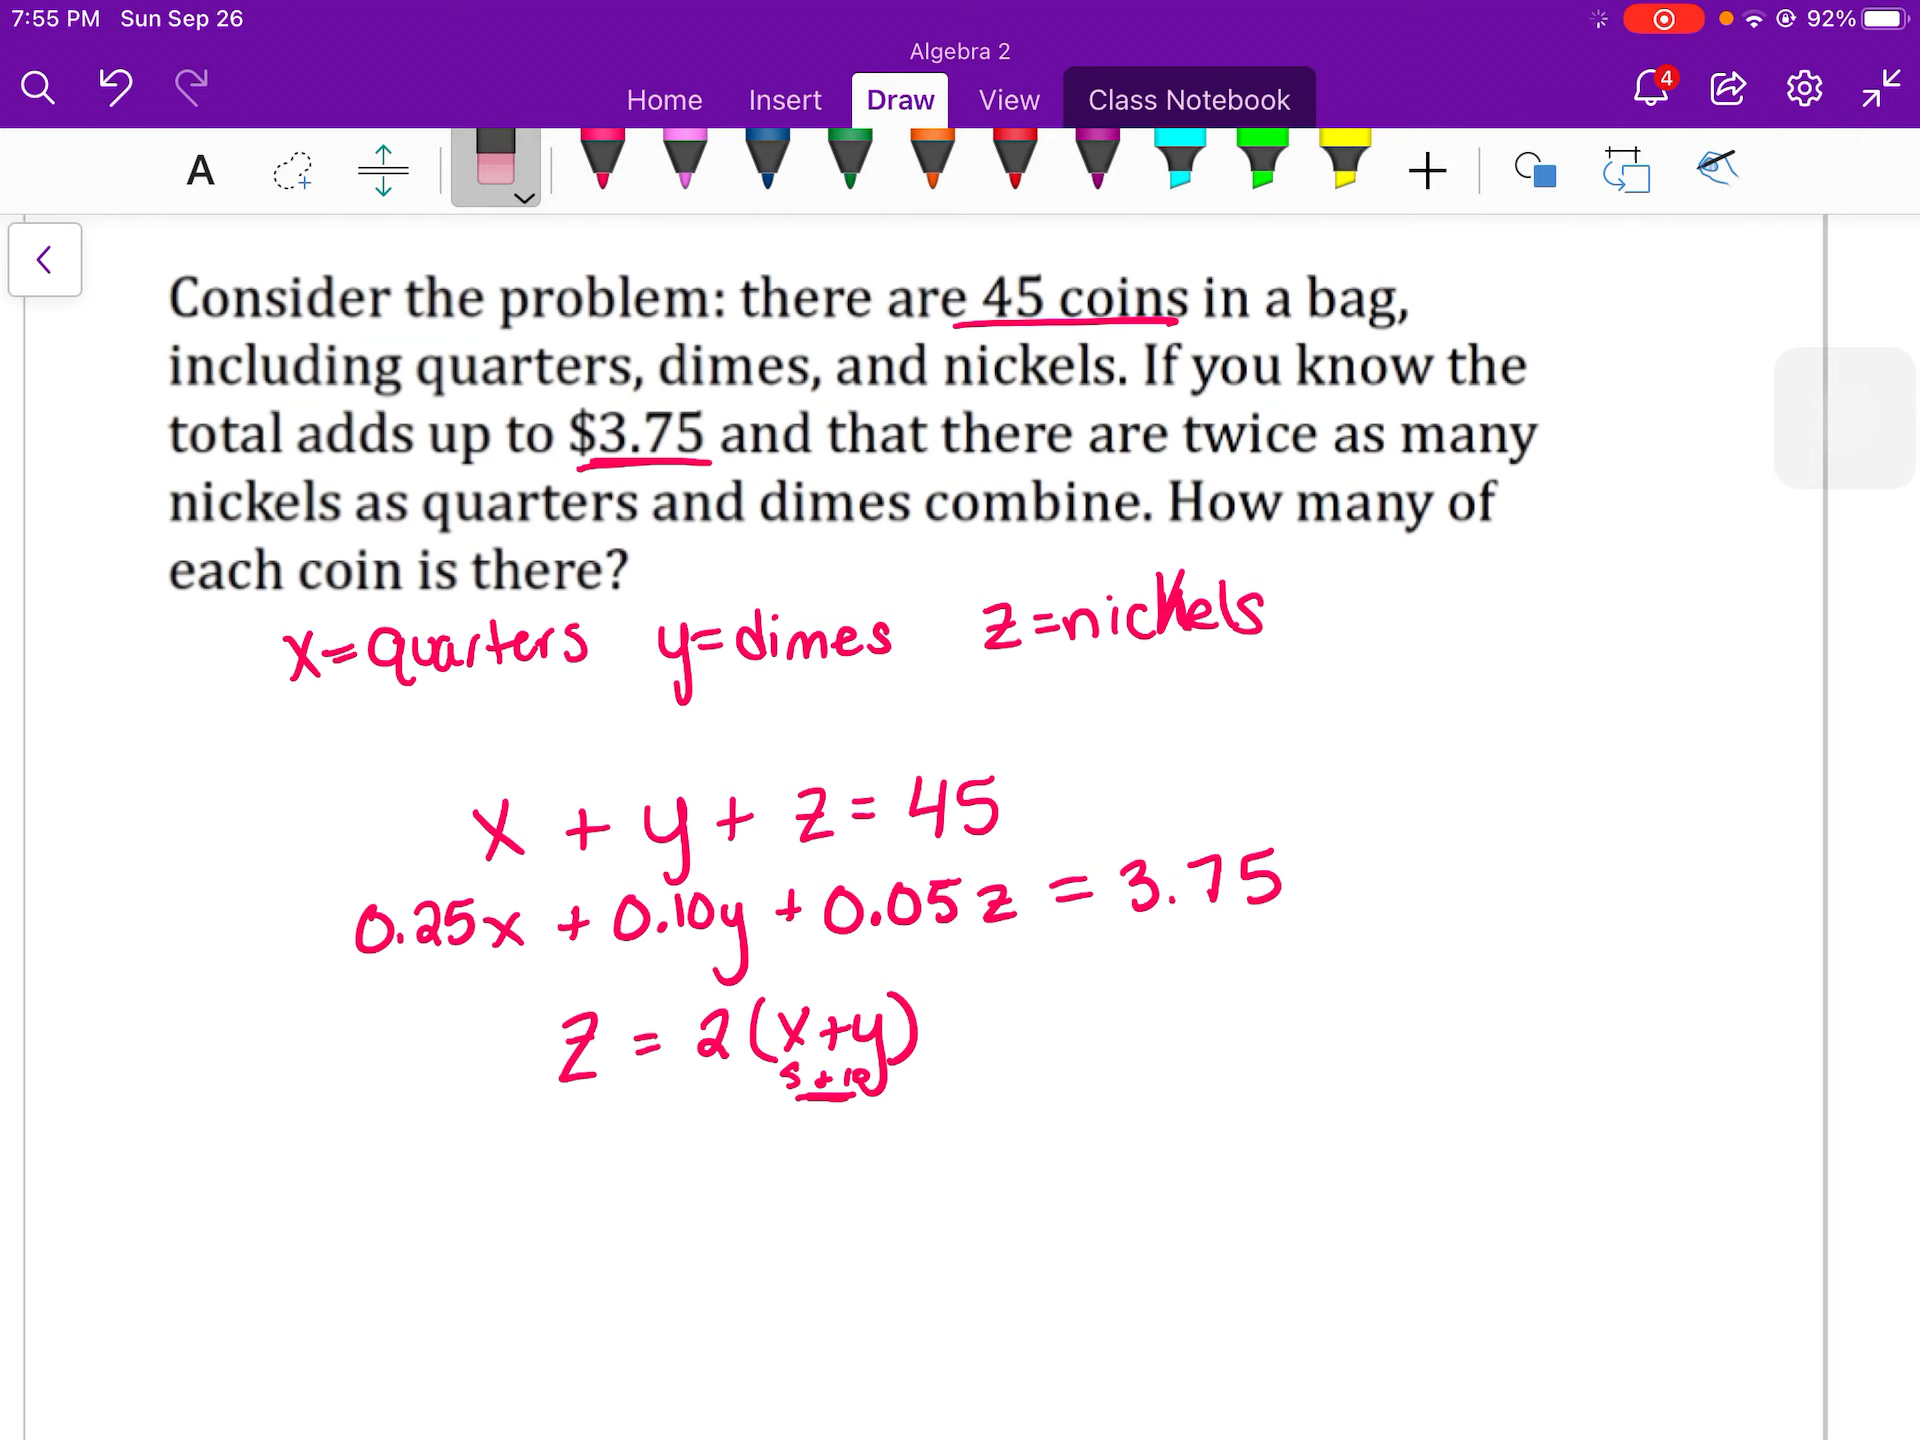 7:55 PM Sun Sep 26
92%
Algebra 2
4
Home Insert Draw View Class Notebook
A
Consider the problem: there are 45 coins in a bag,
including quarters, dimes, and nickels. If you know the
total adds up to $3.75 and that there are twice as many
nickels as quarters and dimes combine. How many of
each coin is there?
x=quarters y=dimes z=nickels
x + y + z = 45
0.25x + 0.10y + 0.05z = 3.75
z = 2(x+y)
5+10